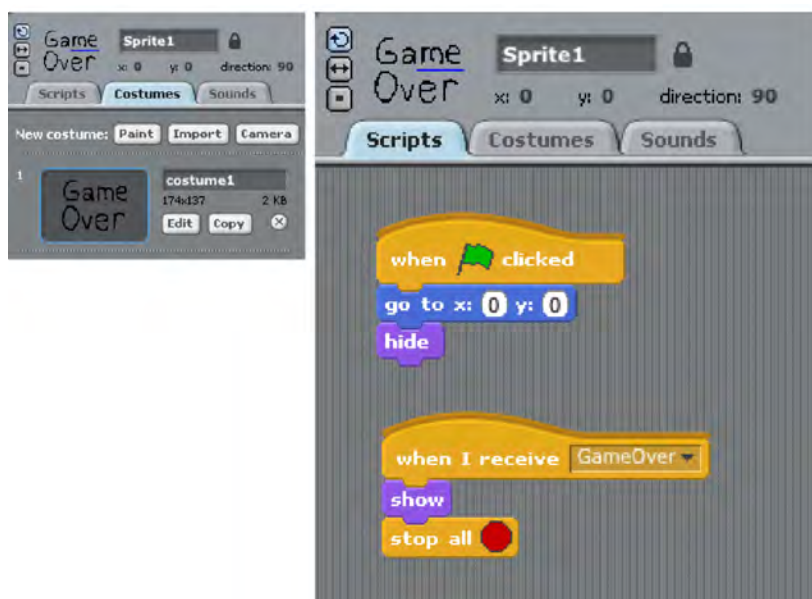 Game
Over
Sprite1
x: 0 y: 0 direction: 90
Scripts Costumes Sounds
New costume: Paint Import Camera
1
Game
Over
costume1
174x137 2 KB
Edit Copy
Game
Over
Sprite1
x: 0 y: 0 direction: 90
Scripts Costumes Sounds
when clicked
go to x: 0 y: 0
hide
when I receive GameOver
show
stop all